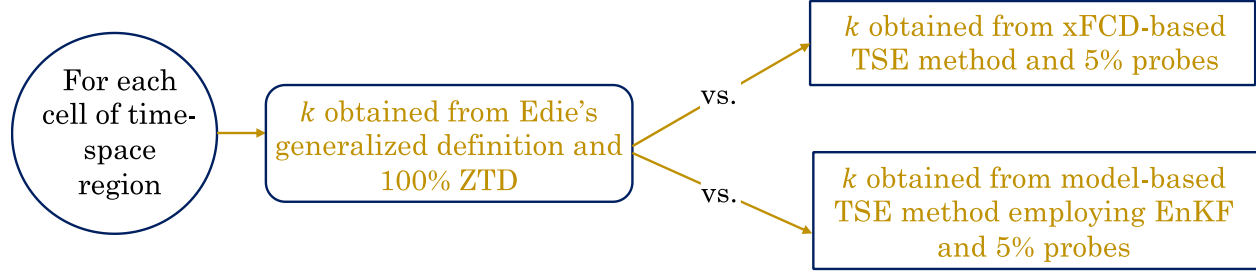 For each
cell of time-
space
region
k obtained from Edie's
generalized definition and
100% ZTD
vs.
k obtained from xFCD-based
TSE method and 5% probes
vs.
k obtained from model-based
TSE method employing EnKF
and 5% probes